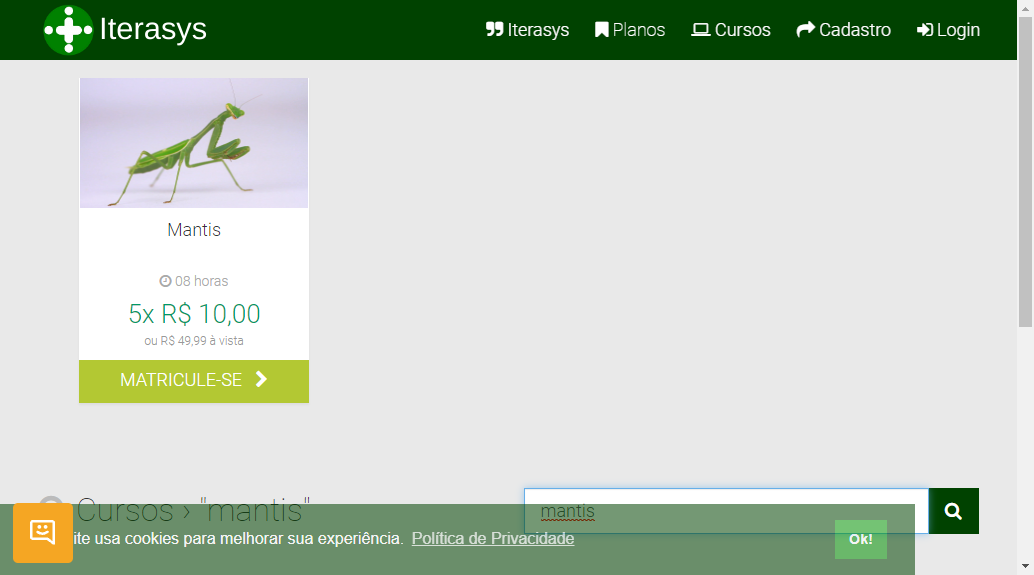 Iterasys
Iterasys Planos Cursos Cadastro Login
Mantis
08 horas
5x R$ 10,00
ou R$ 49,99 à vista
MATRICULE-SE
Cursos › "mantis"
mantis
ite usa cookies para melhorar sua experiência. Política de Privacidade
Ok!